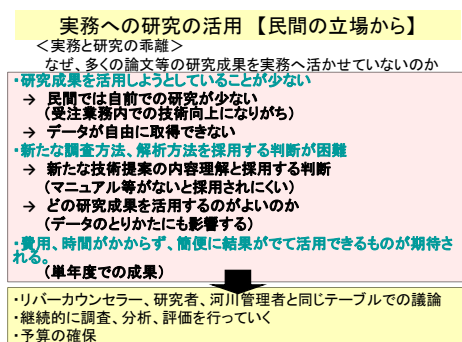 実務への研究の活用 【民間の立場から】
＜実務と研究の乖離＞
なぜ、多くの論文等の研究成果を実務へ活かせていないのか
・研究成果を活用しようとしていることが少ない
→ 民間では自前での研究が少ない
（受注業務内での技術向上になりがち）
→ データが自由に取得できない
・新たな調査方法、解析方法を採用する判断が困難
→ 新たな技術提案の内容理解と採用する判断
（マニュアル等がないと採用されにくい）
→ どの研究成果を活用するのがよいのか
（データのとりかたにも影響する）
・費用、時間がかからず、簡便に結果がでて活用できるものが期待さ
れる。
（単年度での成果）
・リバーカウンセラー、研究者、河川管理者と同じテーブルでの議論
・継続的に調査、分析、評価を行っていく
・予算の確保